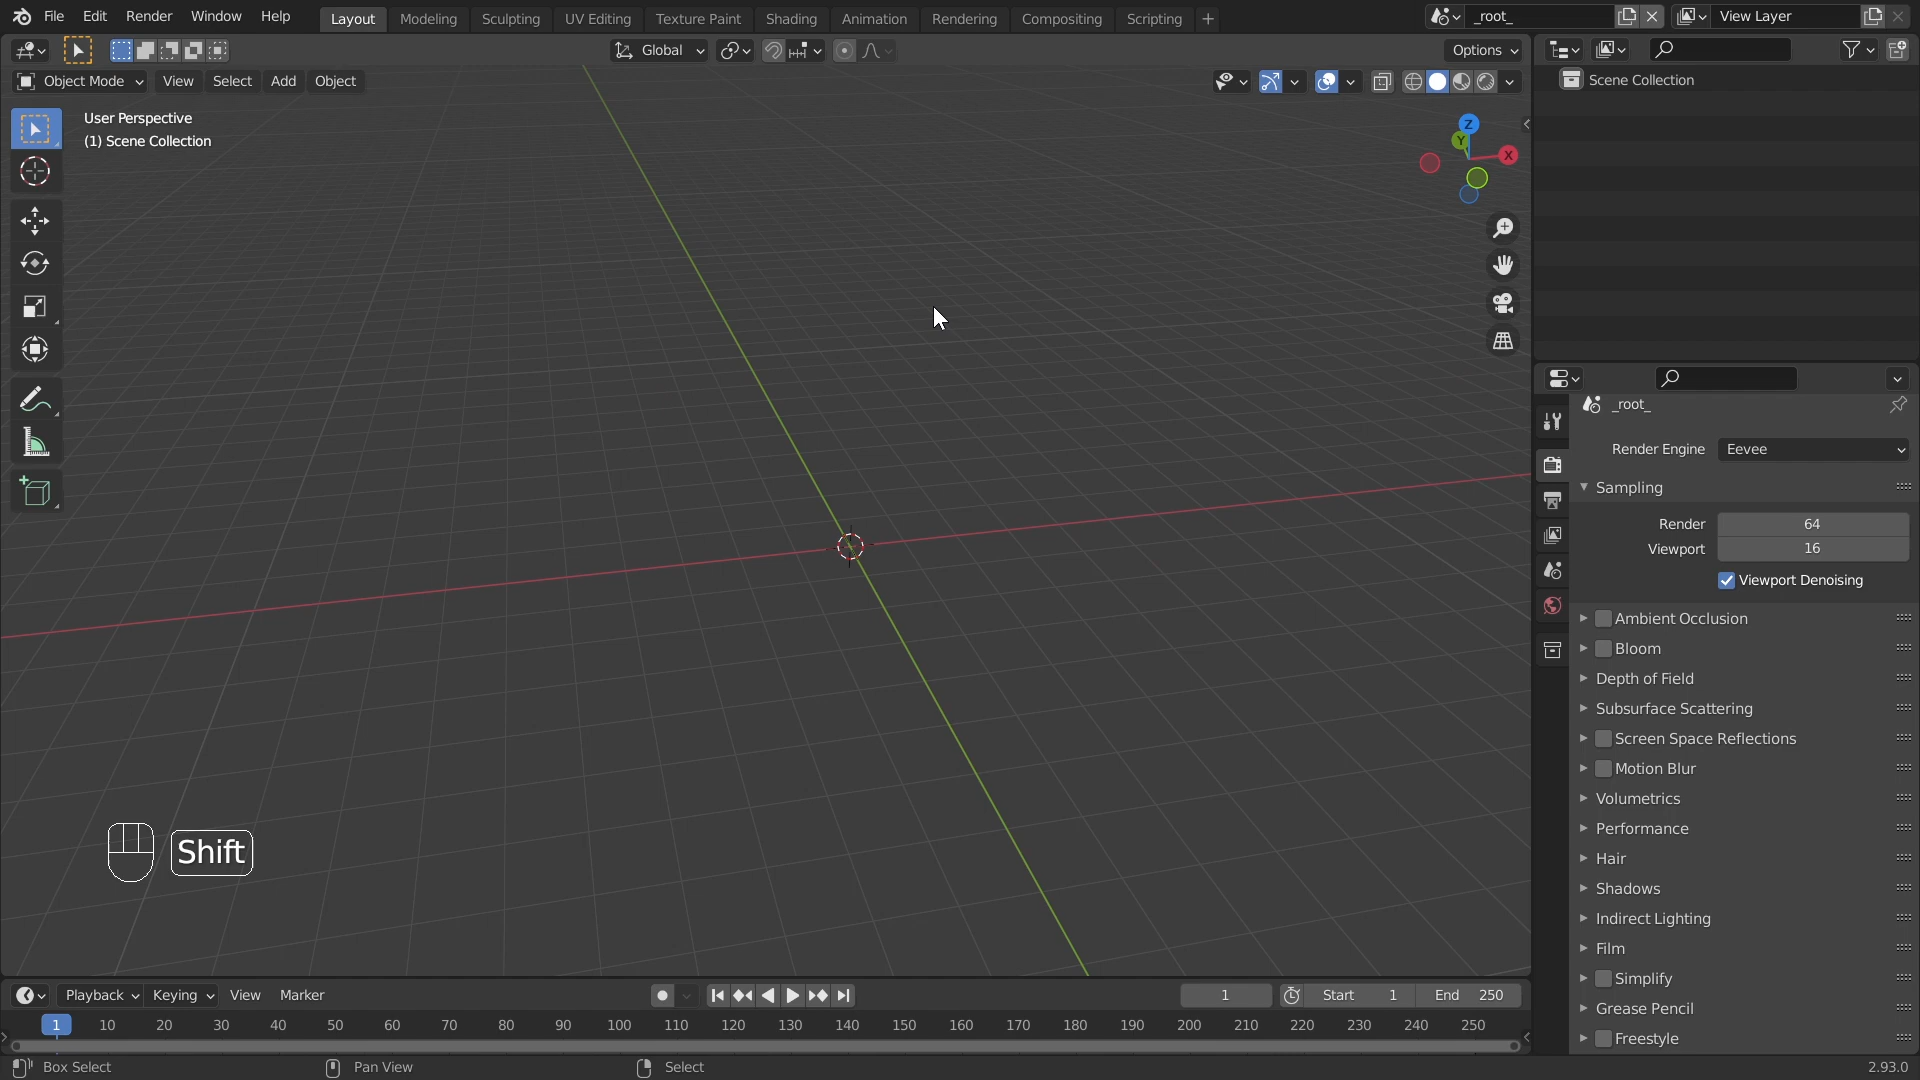 File Edit Render Window Help Layout Modeling Sculpting UV Editing Texture Paint Shading Animation Rendering Compositing Scripting + _root_ View Layer
Global Options
Object Mode View Select Add Object
Scene Collection
User Perspective
(1) Scene Collection
Z
Y
X
_root_
Render Engine Eevee
Sampling
Render 64
Viewport 16
Viewport Denoising
Ambient Occlusion
Bloom
Depth of Field
Subsurface Scattering
Screen Space Reflections
Motion Blur
Volumetrics
Performance
Hair
Shadows
Indirect Lighting
Film
Simplify
Grease Pencil
Freestyle
Shift
Playback Keying View Marker 1 Start 1 End 250
1 10 20 30 40 50 60 70 80 90 100 110 120 130 140 150 160 170 180 190 200 210 220 230 240 250
Box Select Pan View Select 2.93.0